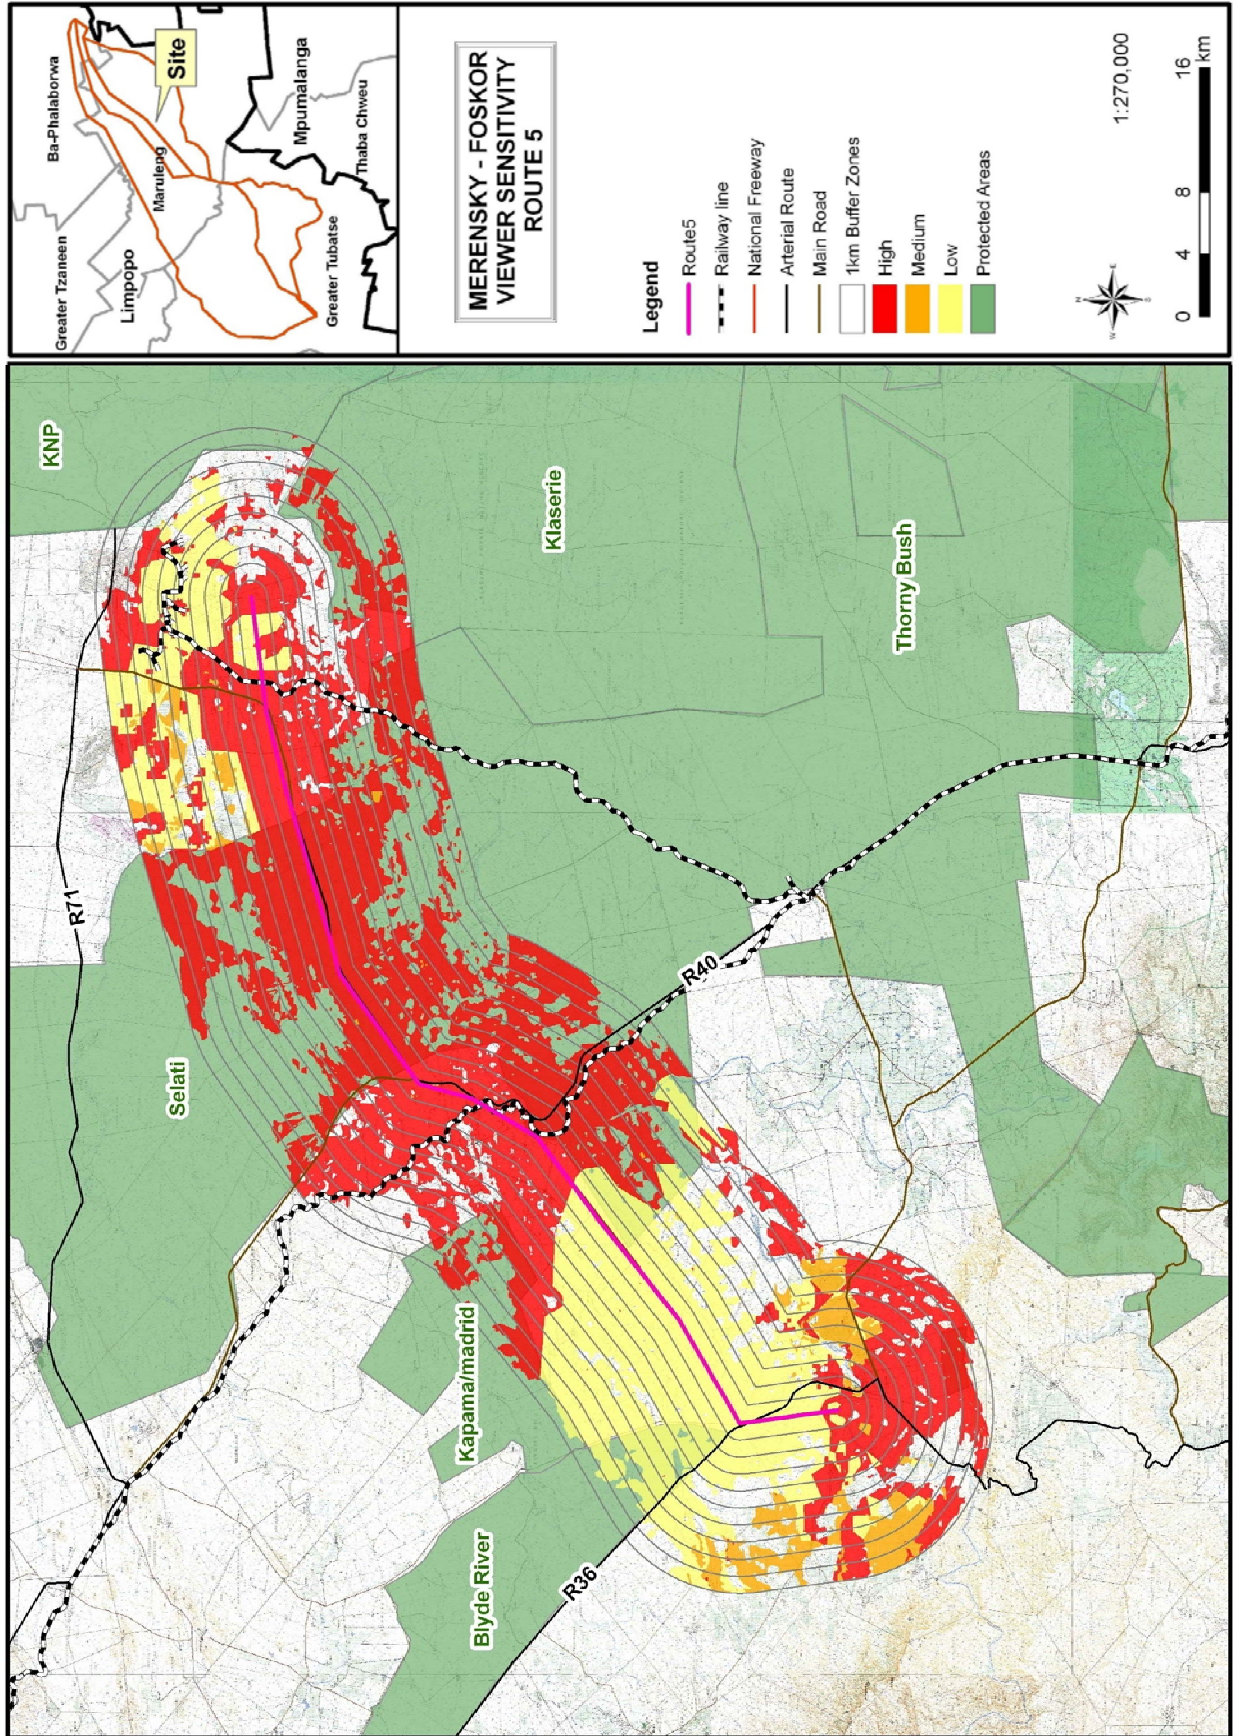 Ba-Phalaborwa
Site
Maruleng
Greater Tzaneen
Limpopo
Mpumalanga
Thaba Chweu
Greater Tubatse
MERENSKY - FOSKOR
VIEWER SENSITIVITY
ROUTE 5
Legend
Route5
Railway line
National Freeway
Arterial Route
Main Road
1km Buffer Zones
High
Medium
Low
Protected Areas
N
E
S
W
1:270,000
0 4 8 16
km
KNP
R71
Selati
Klaserie
Thorny Bush
R40
Kapama/madrid
Blyde River
R36